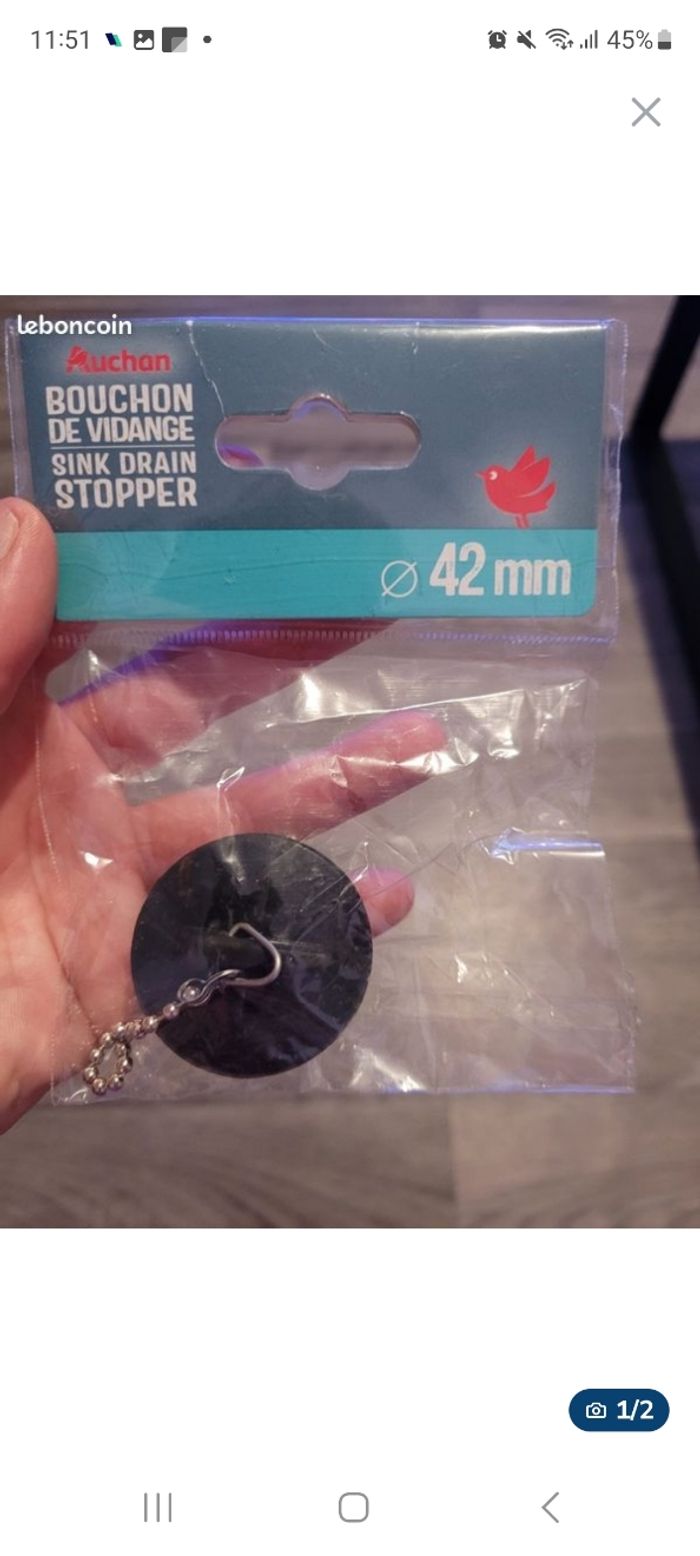 11:51
45%
leboncoin
Auchan
BOUCHON
DE VIDANGE
SINK DRAIN
STOPPER
Ø 42 mm
1/2